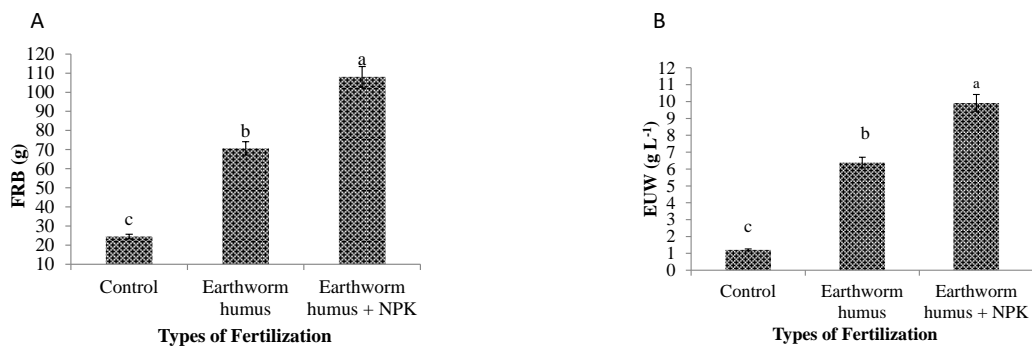 A
120
110
100
90
80
70
60
50
40
30
20
10
FRB (g)
c
b
a
Control
Earthworm
humus
Earthworm
humus + NPK
Types of Fertilization
B
12
11
10
9
8
7
6
5
4
3
2
1
0
EUW (g L⁻¹)
c
b
a
Control
Earthworm
humus
Earthworm
humus + NPK
Types of Fertilization